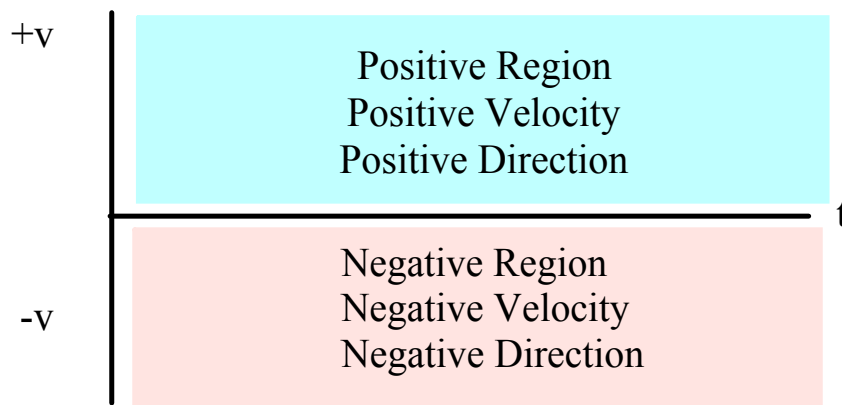 +v
Positive Region
Positive Velocity
Positive Direction
t
Negative Region
Negative Velocity
-v
Negative Direction